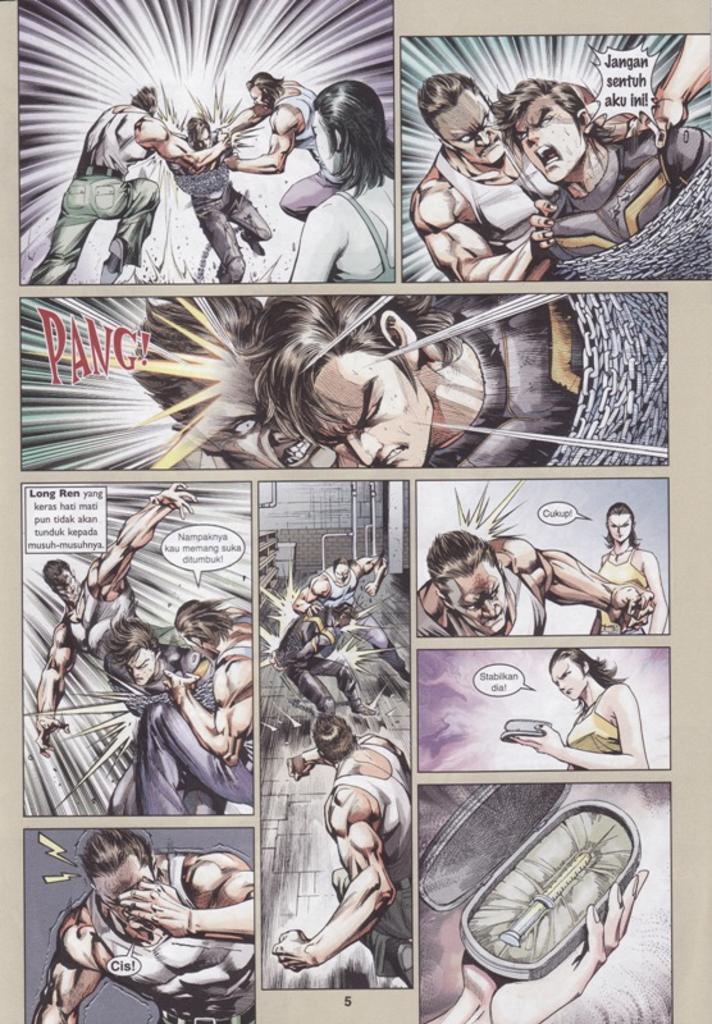 Jangan
sentuh
aku ini!
PANG!
Long Ren yang
keras hati mati
pun tidak akan
tunduk kepada
musuh-musuhnya.
Nampaknya
kau memang suka
ditumbuk!
Cis!
Cukup!
Stabilkan
dia!
5